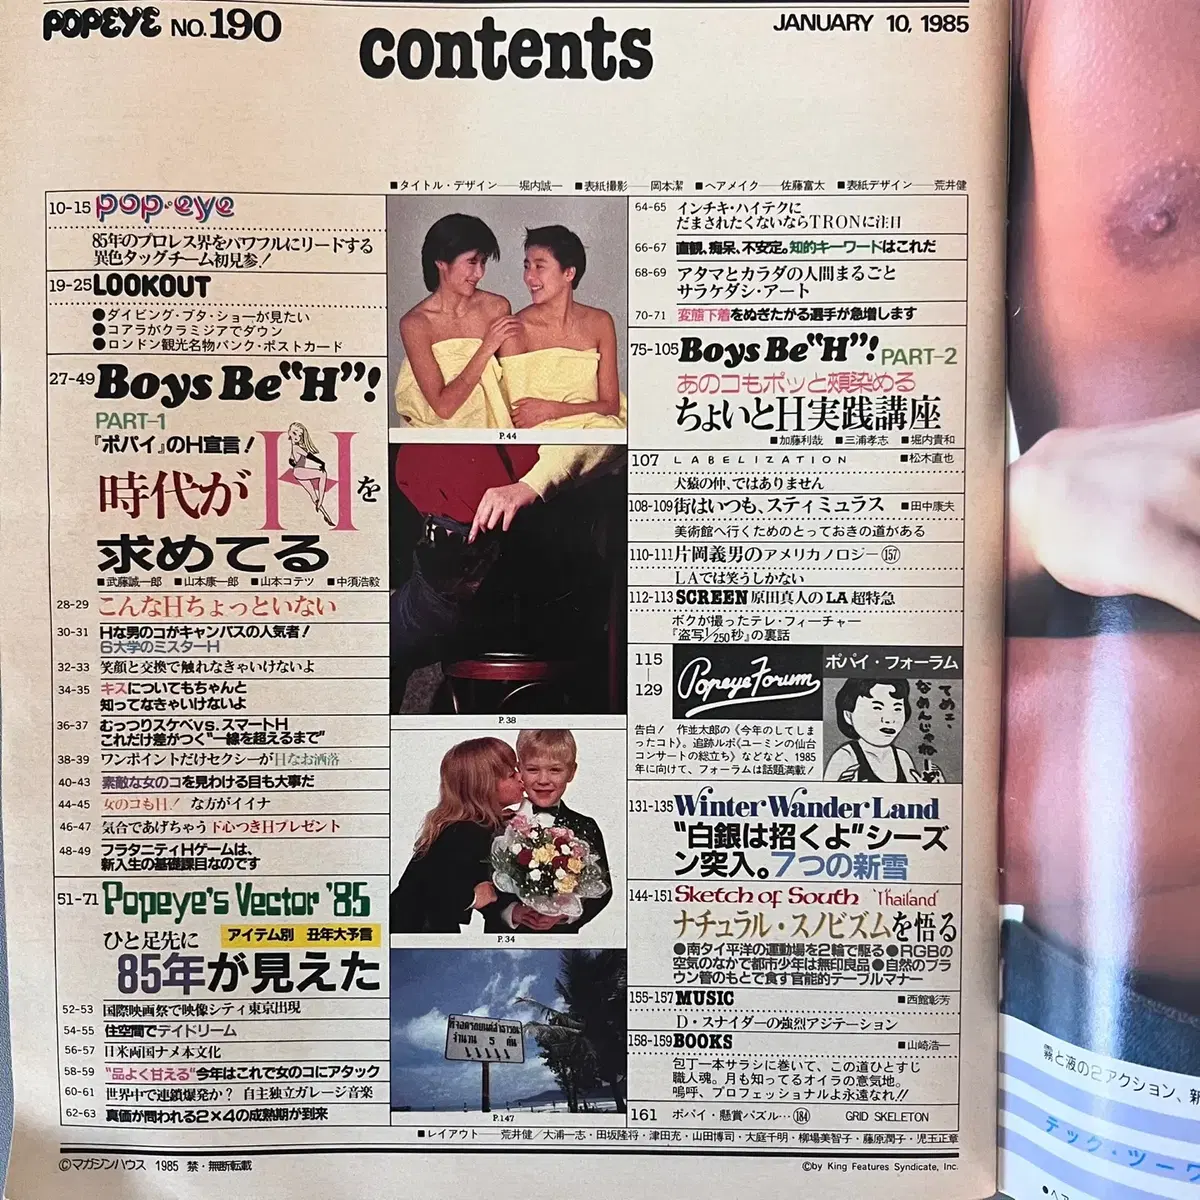 POPEYE NO.190
contents
JANUARY 10, 1985
■タイトル・デザイン──堀内誠一 ■表紙撮影──岡本潔 ■ヘアメイク──佐藤富太 ■表紙デザイン──荒井健
10-15 pop・eye
85年のプロレス界をパワフルにリードする
異色タッグチーム初見参!
19-25 LOOKOUT
●ダイビング・ブタ・ショーが見たい
●コアラがクラミジアでダウン
●ロンドン観光名物パンク・ポストカード
27-49 Boys Be“H”!
PART-1
『ポパイ』のH宣言!
時代がHを
求めてる
■武藤誠一郎 ■山本康一郎 ■山本コテツ ■中須浩毅
28-29 こんなHちょっといない
30-31 Hな男のコがキャンパスの人気者!
6大学のミスターH
32-33 笑顔と交換で触れなきゃいけないよ
34-35 キスについてもちゃんと
知ってなきゃいけないよ
36-37 むっつりスケベvs.スマートH
これだけ差がつく“一線を超えるまで”
38-39 ワンポイントだけセクシーがHなお洒落
40-43 素敵な女のコを見わける目も大事だ
44-45 女のコもH!な方がイイナ
46-47 気合であげちゃう下心つきHプレゼント
48-49 フラタニティHゲームは、
新入生の基礎課目なのです
51-71 Popeye's Vector '85
ひと足先に アイテム別 丑年大予言
85年が見えた
52-53 国際映画祭で映像シティ東京出現
54-55 住空間でデイドリーム
56-57 日米両国ナメ本文化
58-59 “品よく甘える”今年はこれで女のコにアタック
60-61 世界中で連鎖爆発か? 自主独立ガレージ音楽
62-63 真価が問われる2×4の成熟期が到来
P.44
P.38
P.34
P.147
64-65 インチキ・ハイテクに
だまされたくないならTRONに注目
66-67 直観、痴呆、不安定。知的キーワードはこれだ
68-69 アタマとカラダの人間まるごと
サラケダシ・アート
70-71 変態下着をぬぎたがる選手が急増します
75-105 Boys Be“H”! PART-2
あのコもポッと頰染める
ちょいとH実践講座
■加藤利哉 ■三浦孝志 ■堀内貴和
107 LABELIZATION ■松木直也
犬猿の仲、ではありません
108-109 街はいつも、スティミュラス ■田中康夫
美術館へ行くためのとっておきの道がある
110-111 片岡義男のアメリカノロジー(157)
LAでは笑うしかない
112-113 SCREEN 原田真人のLA超特急
ボクが撮ったテレ・フィーチャー
『盗写1/250秒』の裏話
115
|
129
Popeye Forum
ポパイ・フォーラム
てめェ、なめんじゃねーぞ
告白! 作並太郎の《今年のしてしま
ったコト》。追跡ルポ《ユーミンの仙台
コンサートの総立ち》などなど、1985
年に向けて、フォーラムは話題満載!
131-135 Winter Wander Land
“白銀は招くよ”シーズ
ン突入。7つの新雪
144-151 Sketch of South 'Thailand'
ナチュラル・スノビズムを悟る
●南タイ平洋の運動場を2輪で駆る●RGBの
空気のなかで都市少年は無印良品●自然のブラ
ウン管のもとで食す官能的テーブルマナー
155-157 MUSIC ■西館彰芳
D・スナイダーの強烈アジテーション
158-159 BOOKS ■山崎浩一
包丁一本サラシに巻いて、この道ひとすじ
職人魂。月も知ってるオイラの意気地。
嗚呼、プロフェッショナルよ永遠なれ!!
161 ポパイ・懸賞パズル…(184) GRID SKELETON
■レイアウト──荒井健/大浦一志・田坂隆将・津田充・山田博司・大庭千明・柳場美智子・藤原潤子・児玉正章
©マガジンハウス 1985 禁・無断転載
©by King Features Syndicate, Inc.
霧と液の2アクション、新
テック・ツーワ